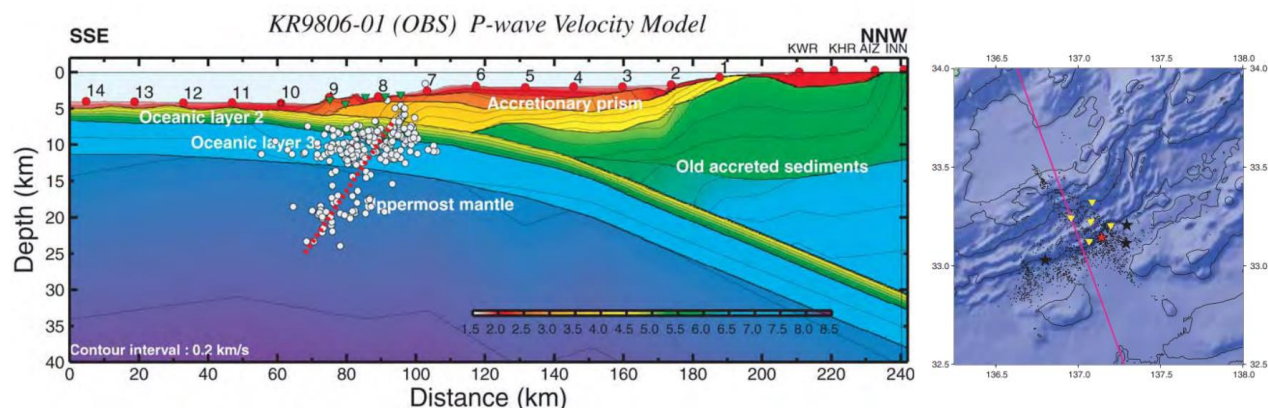 KR9806-01 (OBS) P-wave Velocity Model
SSE
NNW
KWR KHR AIZ INN
14 13 12 11 10 9 8 7 6 5 4 3 2 1
Accretionary prism
Oceanic layer 2
Oceanic layer 3
Old accreted sediments
Uppermost mantle
1.5 2.0 2.5 3.0 3.5 4.0 4.5 5.0 5.5 6.0 6.5 7.0 7.5 8.0 8.5
Contour interval : 0.2 km/s
0
5
10
15
20
25
30
35
40
Depth (km)
0 20 40 60 80 100 120 140 160 180 200 220 240
Distance (km)
136.5 137.0 137.5 138.0
34.0 34.0
33.5 33.5
33.0 33.0
32.5 32.5
136.5 137.0 137.5 138.0